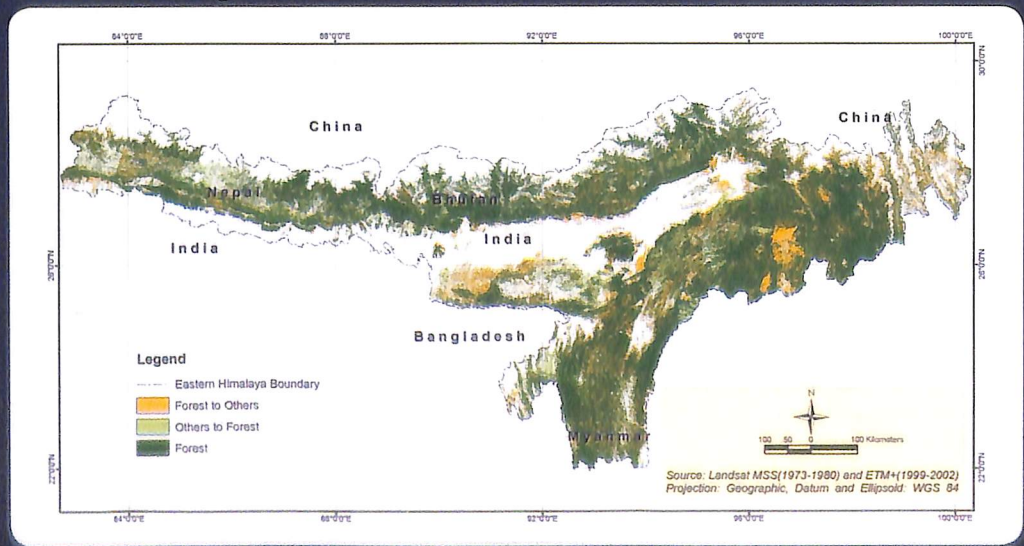 84°0'0"E 88°0'0"E 92°0'0"E 96°0'0"E 100°0'0"E
30°0'0"N
China
China
Nepal
Bhutan
India
India
26°0'0"N
26°0'0"N
Bangladesh
Legend
Eastern Himalaya Boundary
Forest to Others
Others to Forest
Forest
Myanmar
N
100 50 0 100 Kilometers
22°0'0"N
22°0'0"N
Source: Landsat MSS(1973-1980) and ETM+(1999-2002)
Projection: Geographic, Datum and Ellipsoid: WGS 84
84°0'0"E 88°0'0"E 92°0'0"E 96°0'0"E 100°0'0"E